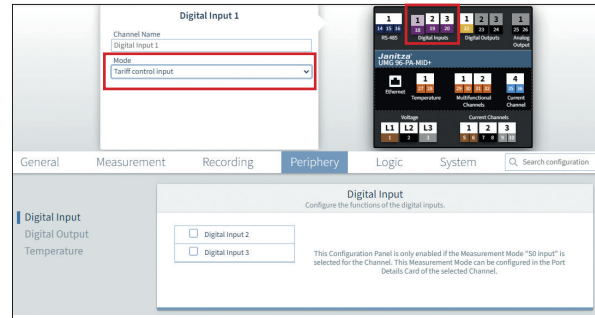 Digital Input 1
Channel Name
Digital Input 1
Mode
Tariff control input
1
1 2 3
1 2 3
1
14 15 16
18 19 20
22 23 24
25 26
RS-485
Digital Inputs
Digital Outputs
Analog
Output
Janitza
UMG 96-PA-MID+
1
1 2
4
27 28
29 30 31 32
35 36
Ethernet
Temperature
Multifunctional
Channels
Current
Channel
Voltage
Current Channels
L1 L2 L3
1 2 3
1 2 3
5 6 7 8 9 10
General Measurement Recording Periphery Logic System Search configuration
Digital Input
Configure the functions of the digital inputs.
Digital Input
Digital Output
Temperature
Digital Input 2
Digital Input 3
This Configuration Panel is only enabled if the Measurement Mode "S0 input" is
selected for the Channel. This Measurement Mode can be configured in the Port
Details Card of the selected Channel.